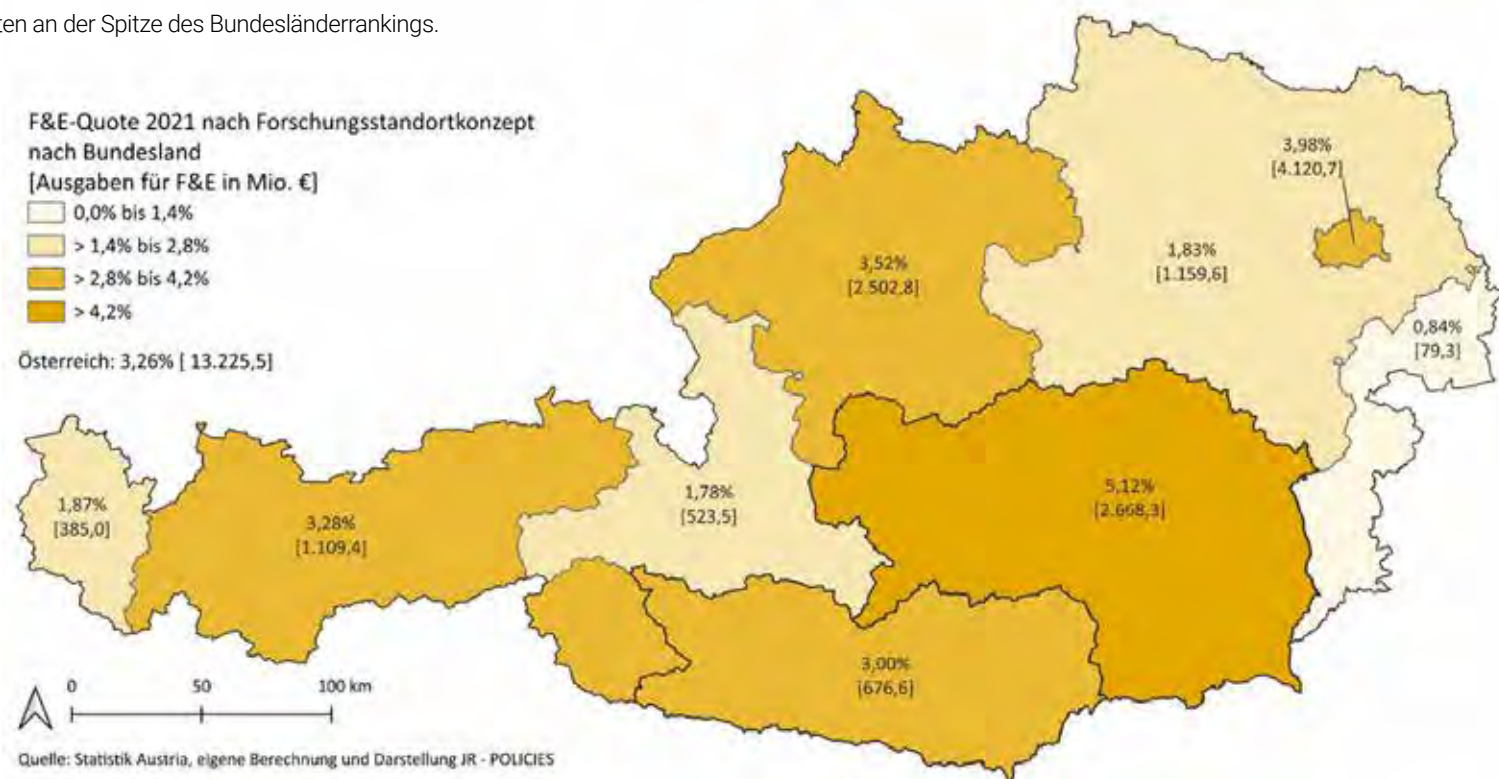 ten an der Spitze des Bundesländerrankings.
F&E-Quote 2021 nach Forschungsstandortkonzept
nach Bundesland
[Ausgaben für F&E in Mio. €]
0,0% bis 1,4%
> 1,4% bis 2,8%
> 2,8% bis 4,2%
> 4,2%
Österreich: 3,26% [ 13.225,5]
3,98%
[4.120,7]
3,52%
[2.502,8]
1,83%
[1.159,6]
0,84%
[79,3]
1,87%
[385,0]
3,28%
[1.109,4]
1,78%
[523,5]
5,12%
[2.668,3]
3,00%
[676,6]
0 50 100 km
Quelle: Statistik Austria, eigene Berechnung und Darstellung JR - POLICIES